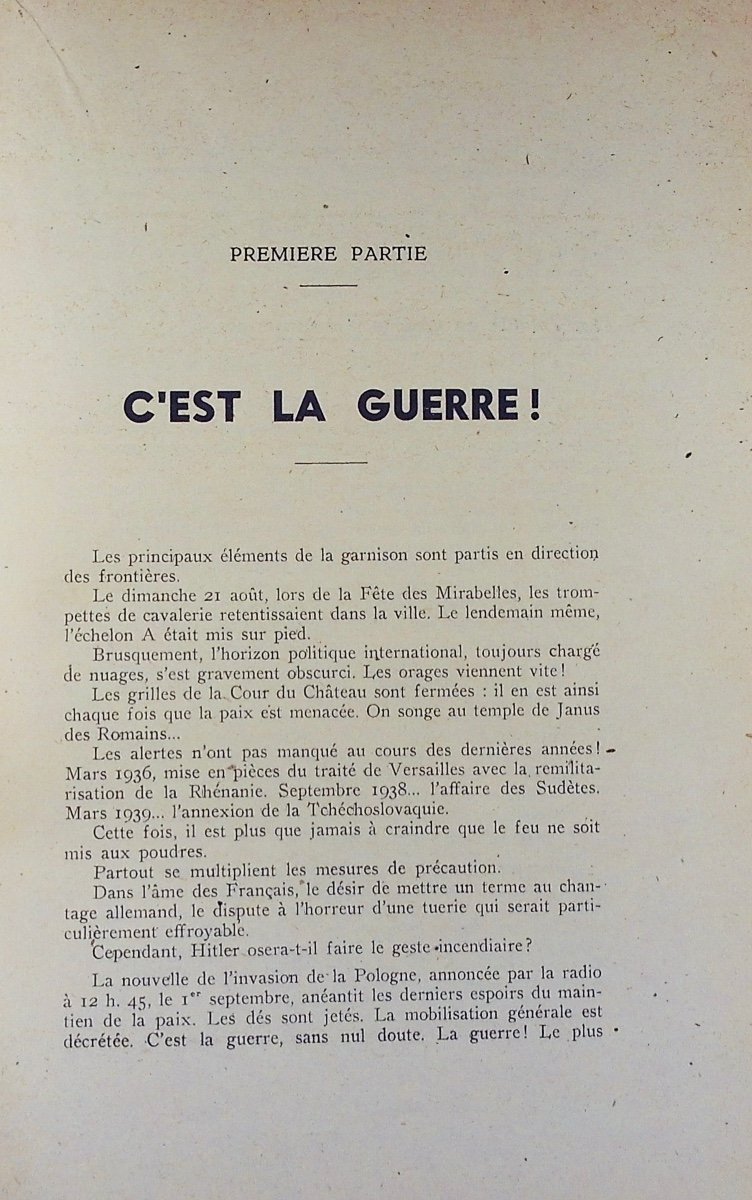 PREMIERE PARTIE
C'EST LA GUERRE !
Les principaux éléments de la garnison sont partis en direction
des frontières.
Le dimanche 21 août, lors de la Fête des Mirabelles, les trom-
pettes de cavalerie retentissaient dans la ville. Le lendemain même,
l'échelon A était mis sur pied.
Brusquement, l'horizon politique international, toujours chargé
de nuages, s'est gravement obscurci. Les orages viennent vite !
Les grilles de la Cour du Château sont fermées : il en est ainsi
chaque fois que la paix est menacée. On songe au temple de Janus
des Romains...
Les alertes n'ont pas manqué au cours des dernières années !
Mars 1936, mise en pièces du traité de Versailles avec la remilita-
risation de la Rhénanie. Septembre 1938... l'affaire des Sudètes.
Mars 1939... l'annexion de la Tchéchoslovaquie.
Cette fois, il est plus que jamais à craindre que le feu ne soit
mis aux poudres.
Partout se multiplient les mesures de précaution.
Dans l'âme des Français, le désir de mettre un terme au chan-
tage allemand, le dispute à l'horreur d'une tuerie qui serait parti-
culièrement effroyable.
Cependant, Hitler osera-t-il faire le geste incendiaire ?
La nouvelle de l'invasion de la Pologne, annoncée par la radio
à 12 h. 45, le 1er septembre, anéantit les derniers espoirs du main-
tien de la paix. Les dés sont jetés. La mobilisation générale est
décrétée. C'est la guerre, sans nul doute. La guerre ! Le plus